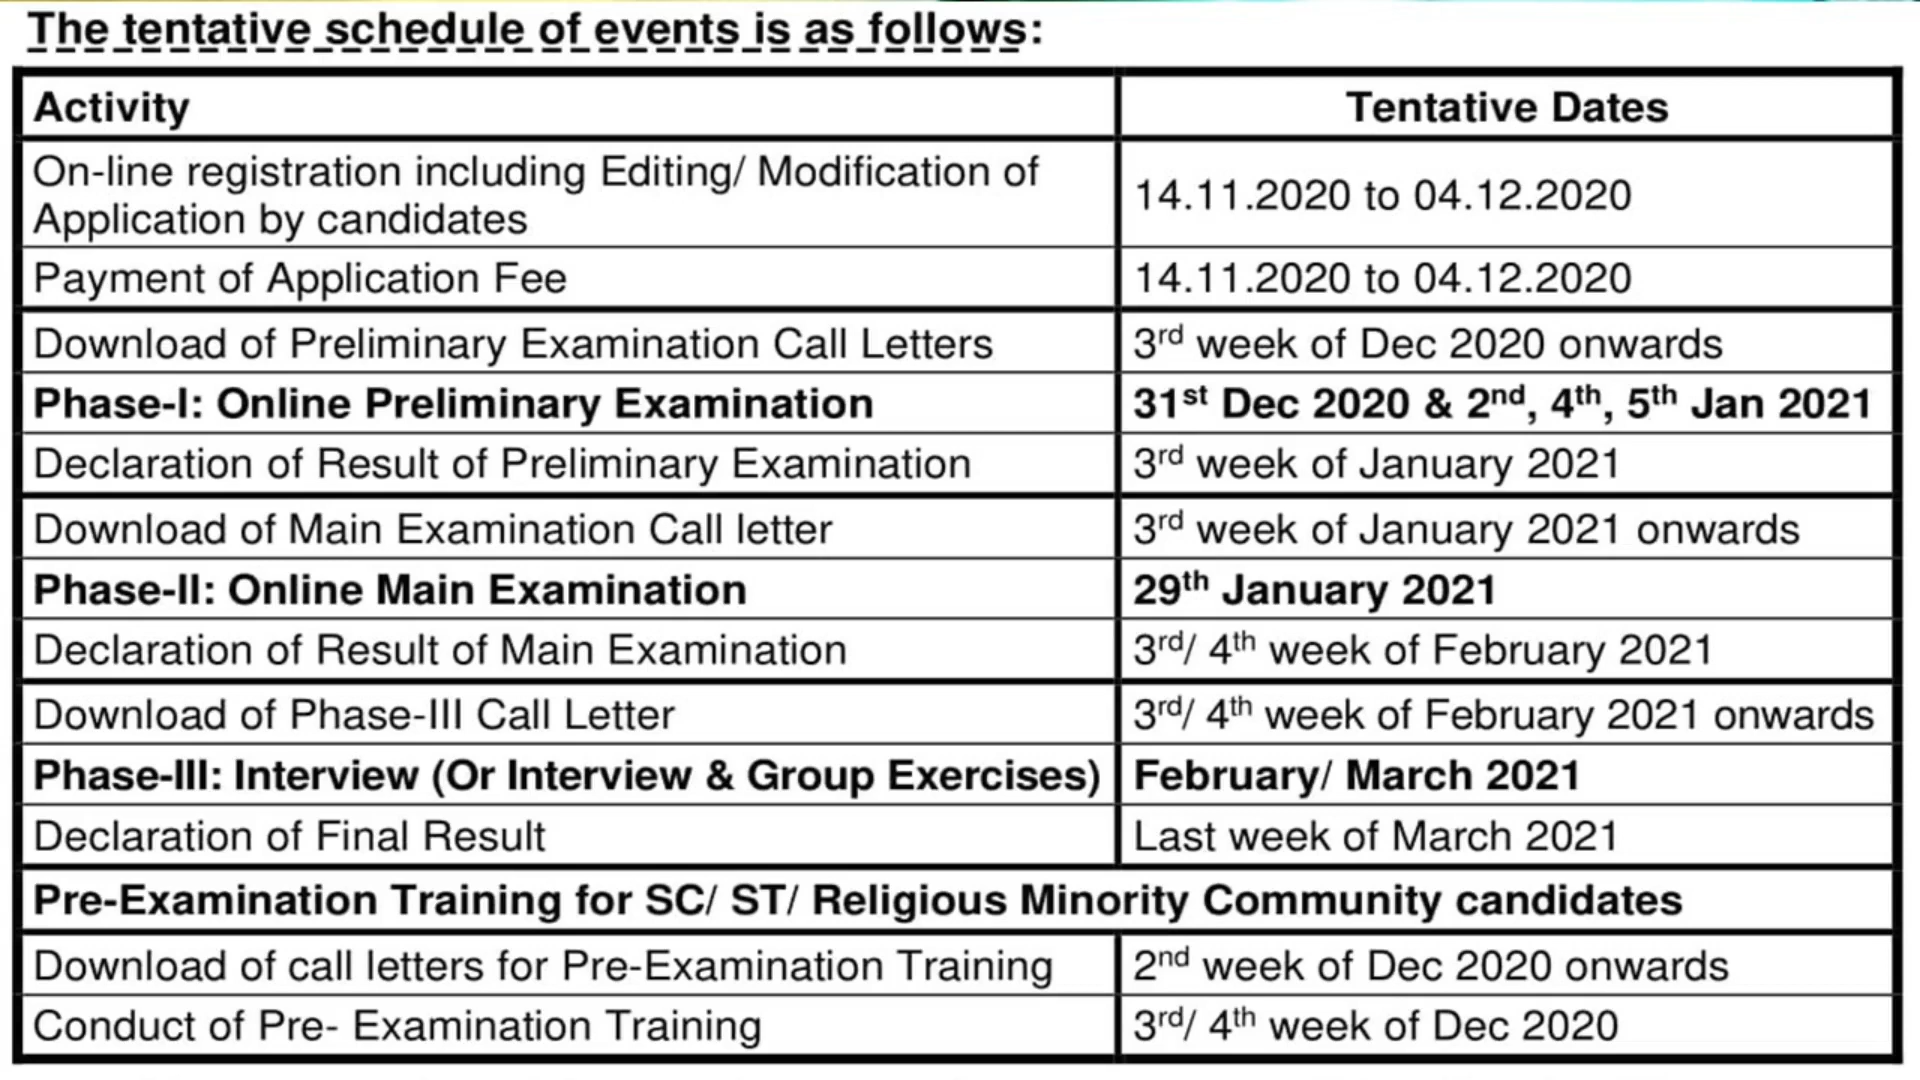 The tentative schedule of events is as follows:
Activity Tentative Dates
On-line registration including Editing/ Modification of
Application by candidates 14.11.2020 to 04.12.2020
Payment of Application Fee 14.11.2020 to 04.12.2020
Download of Preliminary Examination Call Letters 3rd week of Dec 2020 onwards
Phase-I: Online Preliminary Examination 31st Dec 2020 & 2nd, 4th, 5th Jan 2021
Declaration of Result of Preliminary Examination 3rd week of January 2021
Download of Main Examination Call letter 3rd week of January 2021 onwards
Phase-II: Online Main Examination 29th January 2021
Declaration of Result of Main Examination 3rd/ 4th week of February 2021
Download of Phase-III Call Letter 3rd/ 4th week of February 2021 onwards
Phase-III: Interview (Or Interview & Group Exercises) February/ March 2021
Declaration of Final Result Last week of March 2021
Pre-Examination Training for SC/ ST/ Religious Minority Community candidates
Download of call letters for Pre-Examination Training 2nd week of Dec 2020 onwards
Conduct of Pre- Examination Training 3rd/ 4th week of Dec 2020